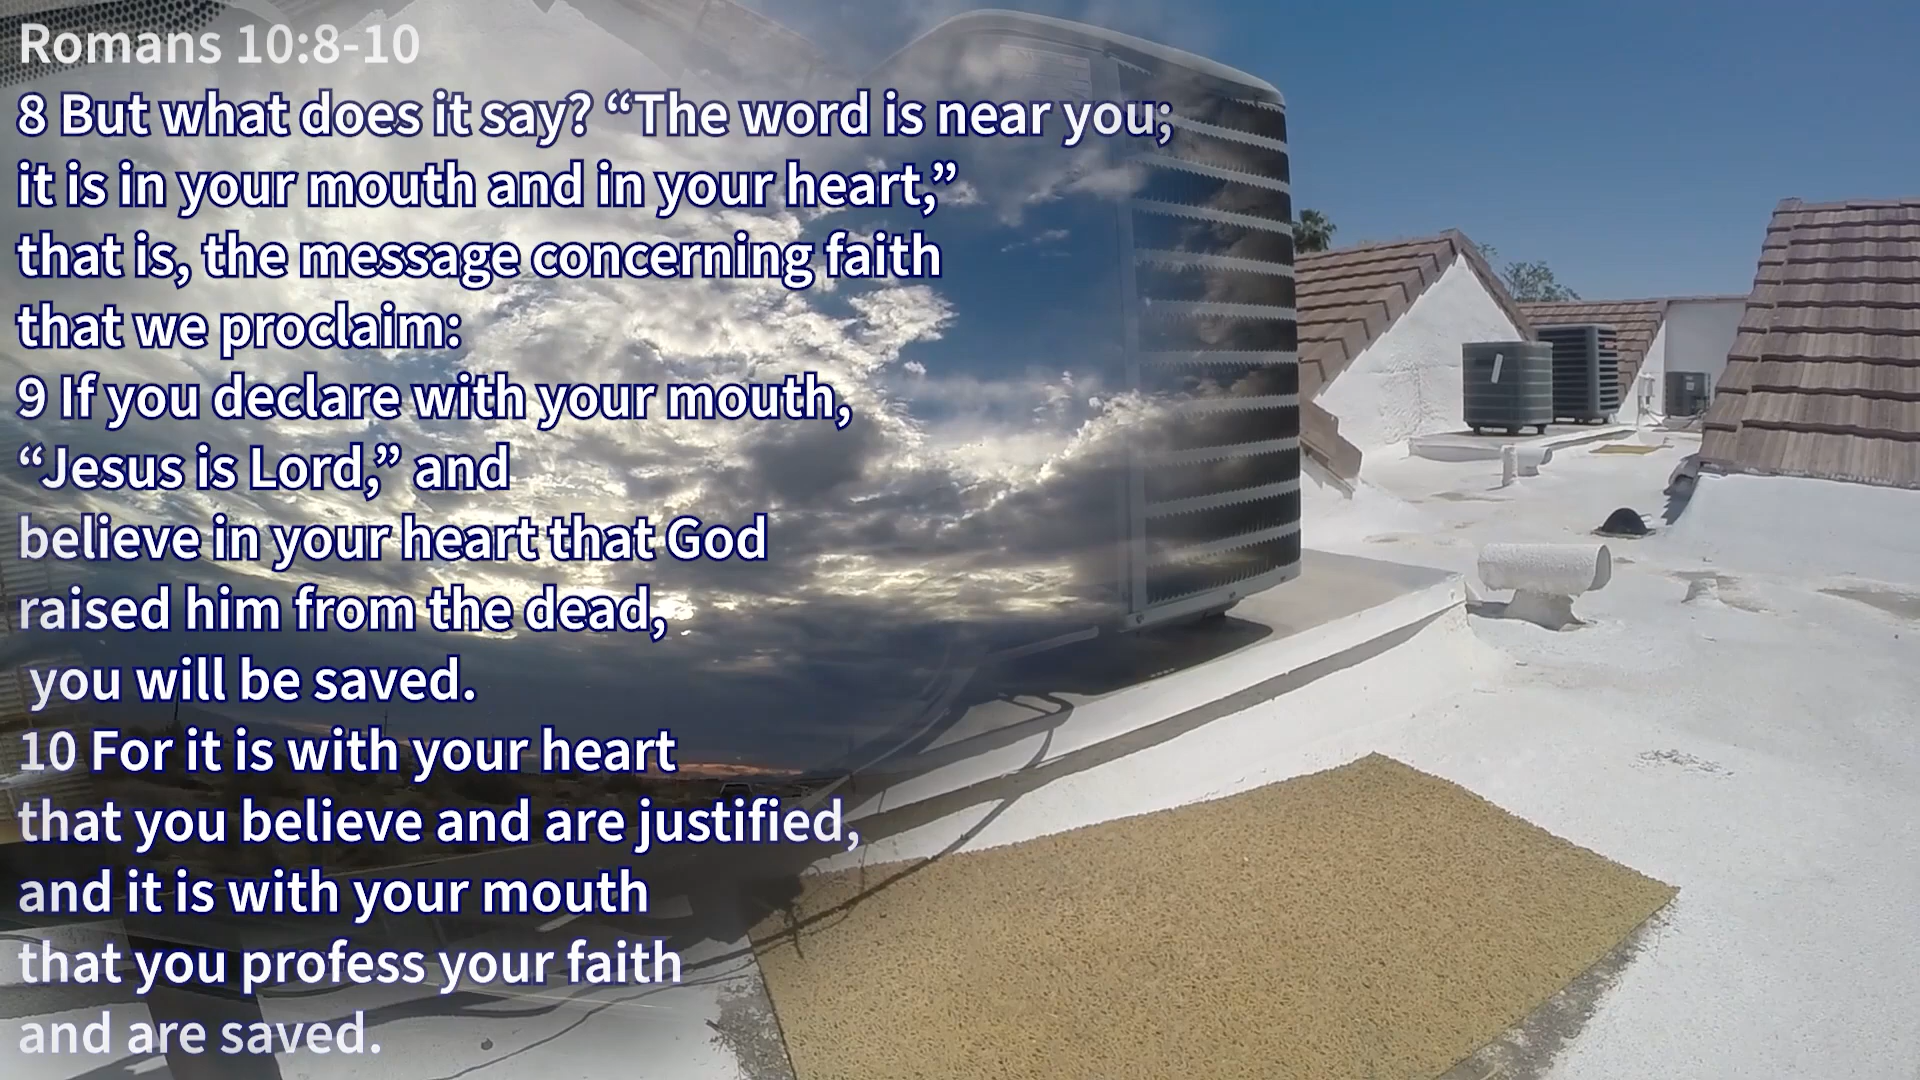 Romans 10:8-10
8 But what does it say? “The word is near you;
it is in your mouth and in your heart,”
that is, the message concerning faith
that we proclaim:
9 If you declare with your mouth,
“Jesus is Lord,” and
believe in your heart that God
raised him from the dead,
you will be saved.
10 For it is with your heart
that you believe and are justified,
and it is with your mouth
that you profess your faith
and are saved.